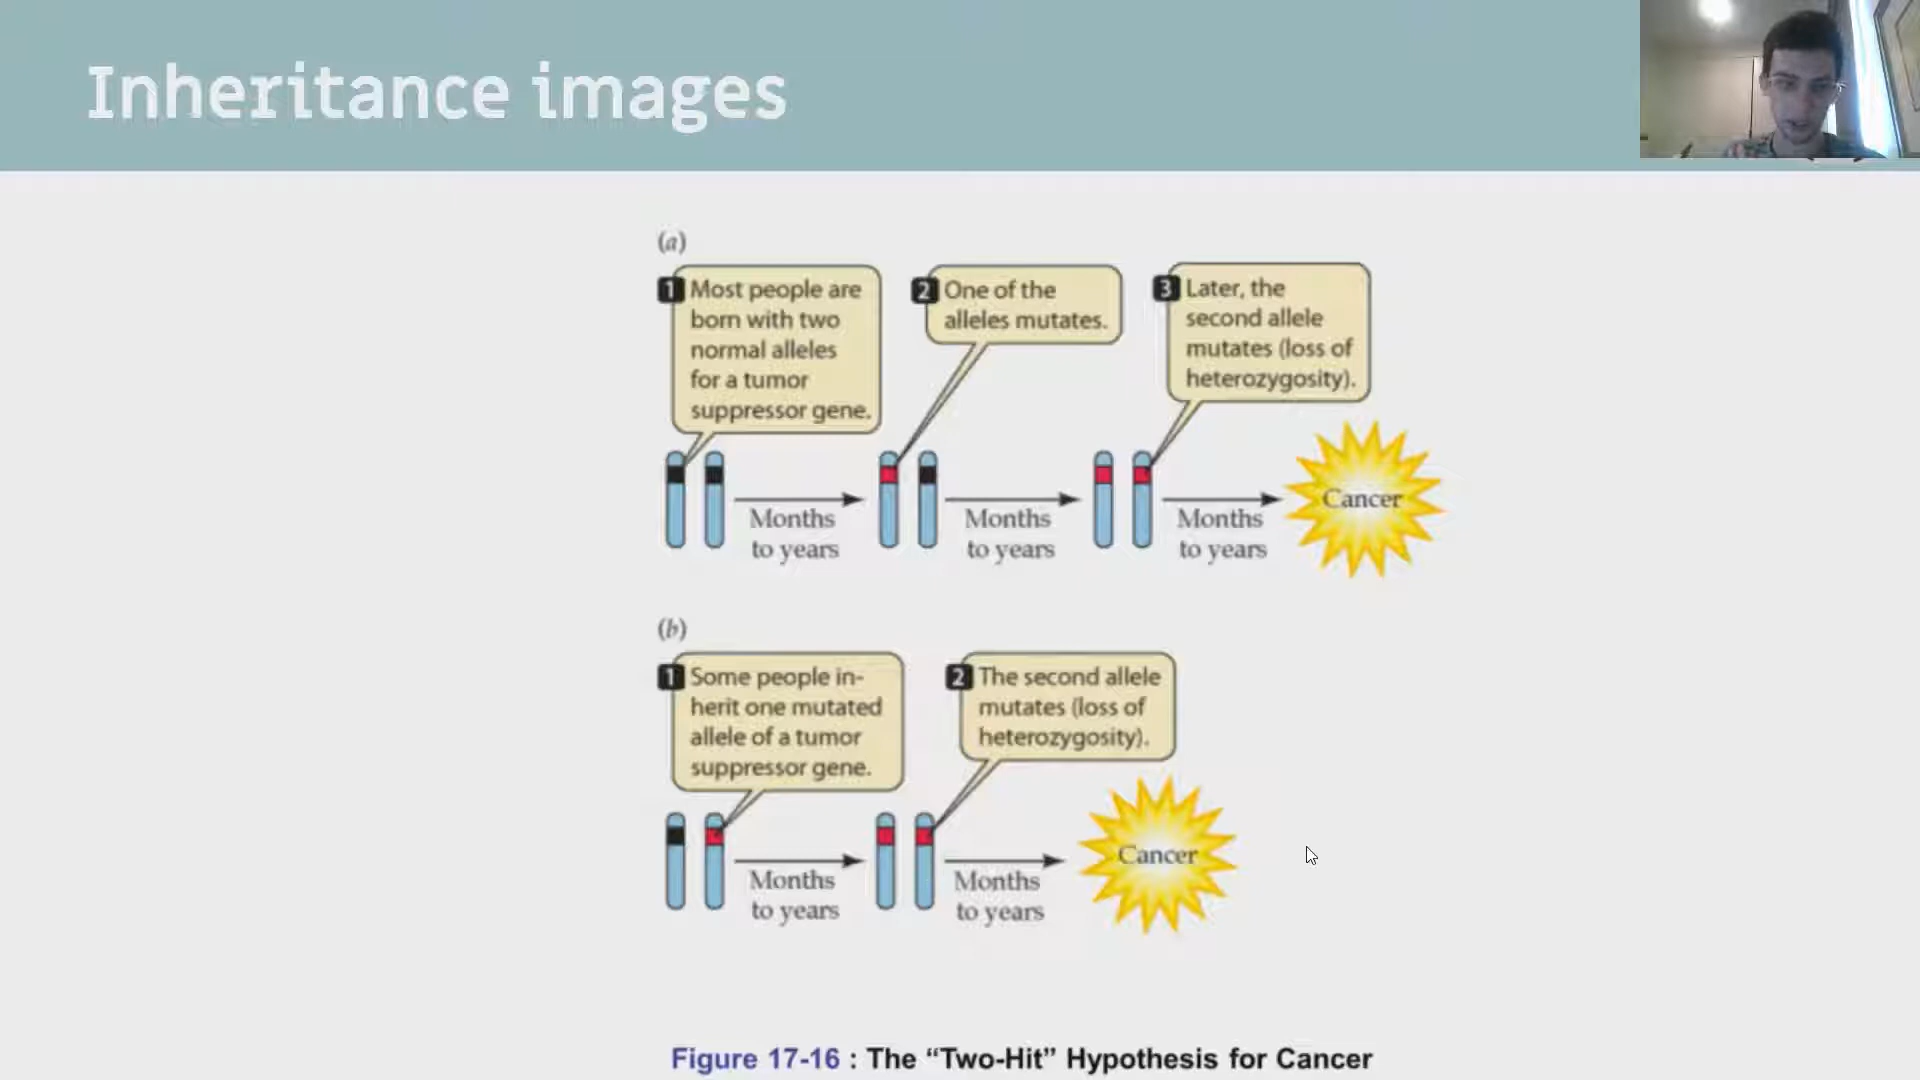 Inheritance images
(a)
1 Most people are
born with two
normal alleles
for a tumor
suppressor gene.
2 One of the
alleles mutates.
3 Later, the
second allele
mutates (loss of
heterozygosity).
Months
to years
Months
to years
Months
to years
Cancer
(b)
1 Some people in-
herit one mutated
allele of a tumor
suppressor gene.
2 The second allele
mutates (loss of
heterozygosity).
Months
to years
Months
to years
Cancer
Figure 17-16 : The “Two-Hit” Hypothesis for Cancer